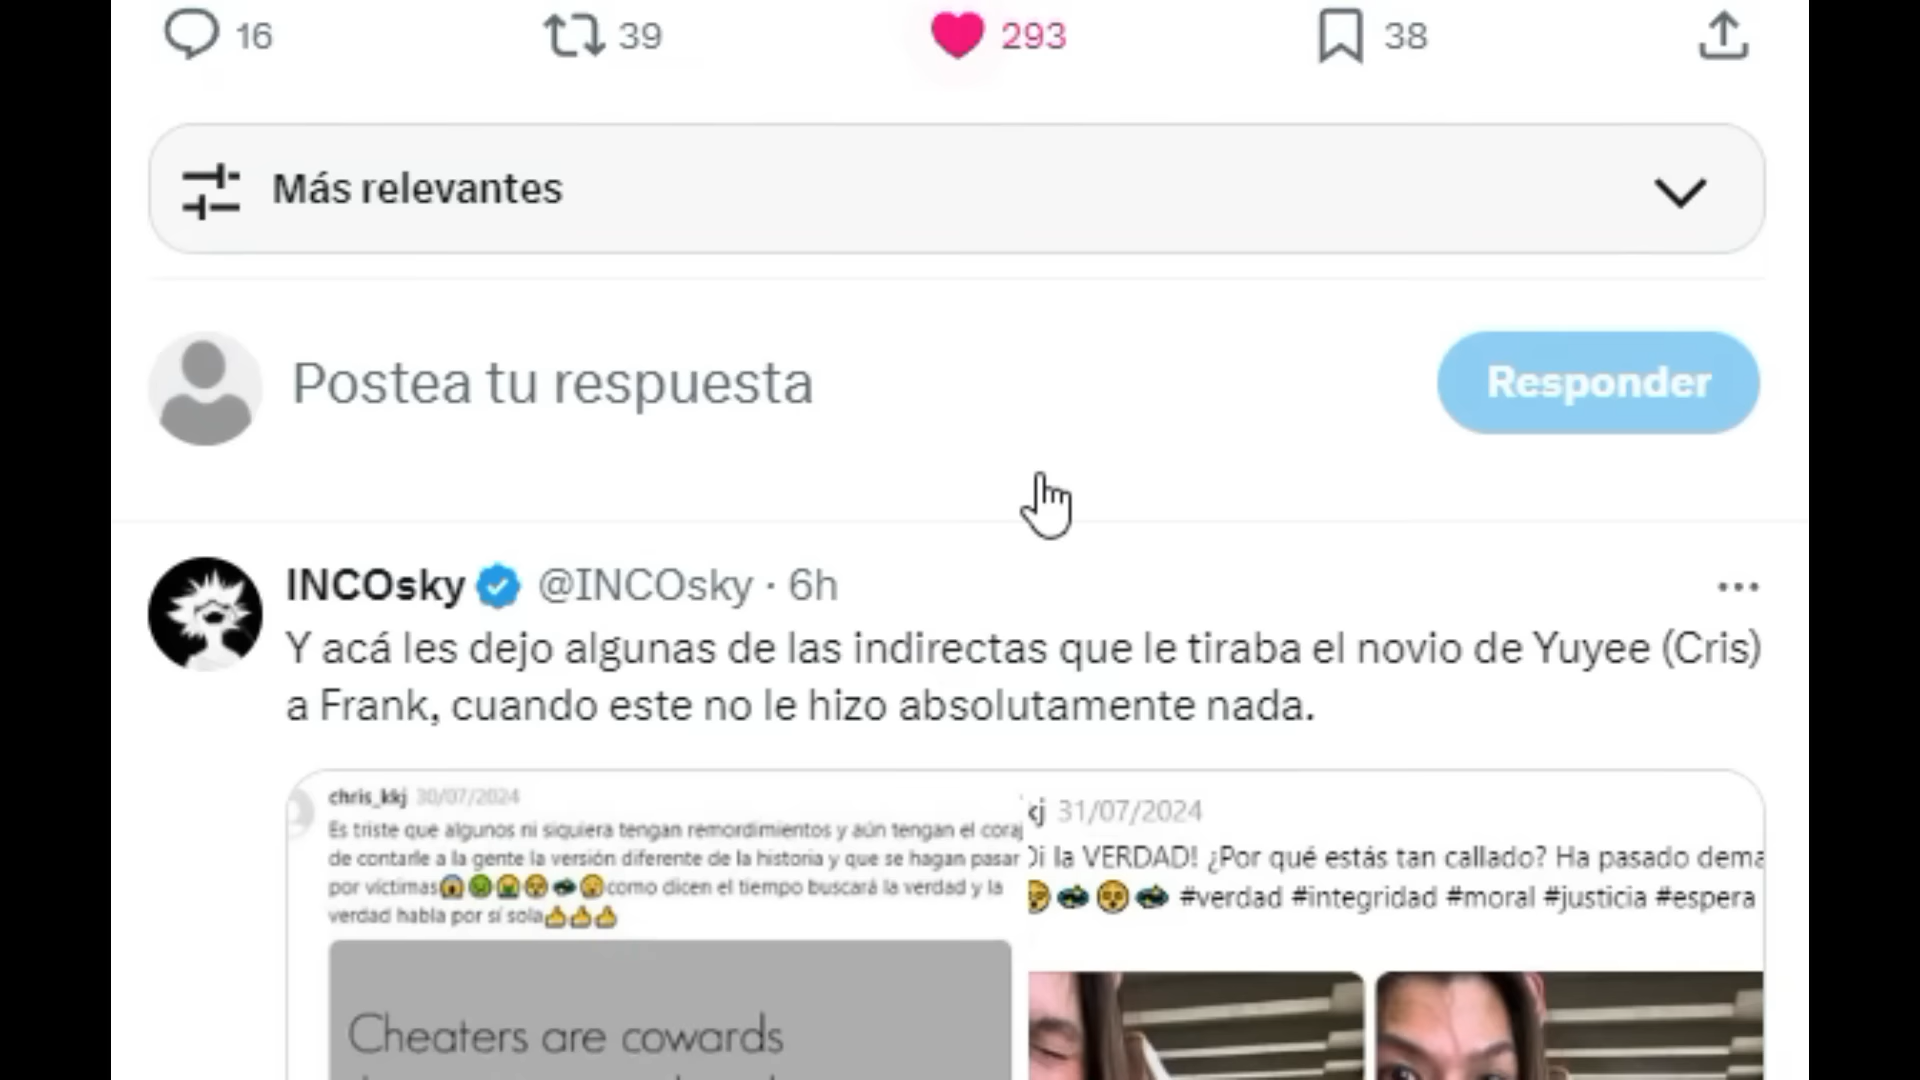 16 39 293 38
Más relevantes
Postea tu respuesta
Responder
INCOsky @INCOsky · 6h
Y acá les dejo algunas de las indirectas que le tiraba el novio de Yuyee (Cris)
a Frank, cuando este no le hizo absolutamente nada.
chris_kkj 30/07/2024
Es triste que algunos ni siquiera tengan remordimientos y aún tengan el coraj
de contarle a la gente la versión diferente de la historia y que se hagan pasar
por víctimas😱🤢🤮😵🥷😵como dicen el tiempo buscará la verdad y la
verdad habla por sí sola👍👍👍
Cheaters are cowards
kj 31/07/2024
Di la VERDAD! ¿Por qué estás tan callado? Ha pasado dema
#verdad #integridad #moral #justicia #espera